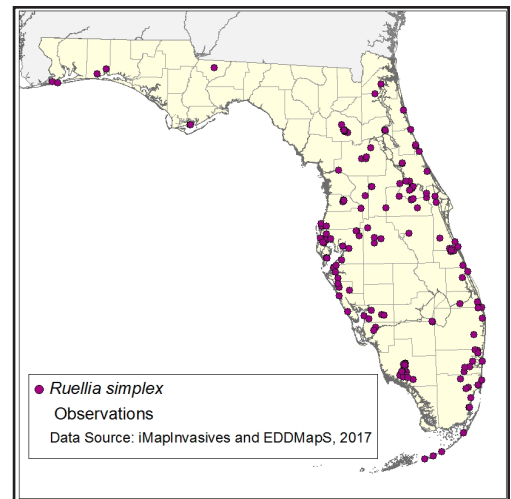 Ruellia simplex
Observations
Data Source: iMapInvasives and EDDMapS, 2017